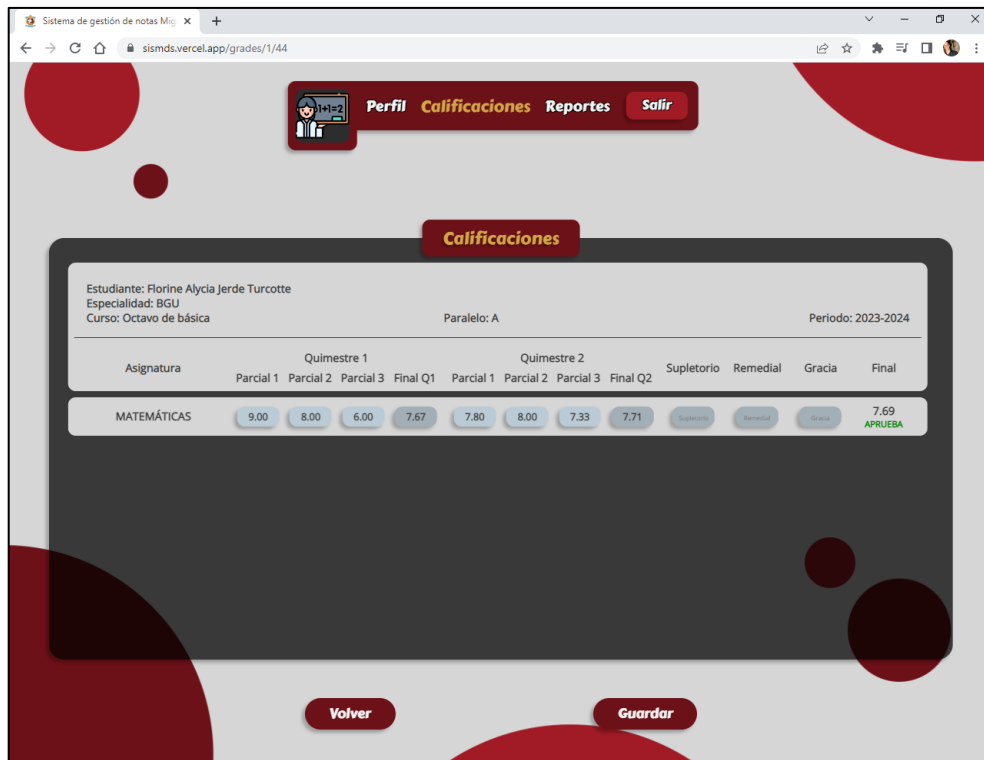 Sistema de gestión de notas Mig
sismds.vercel.app/grades/1/44
1+1=2
Perfil Calificaciones Reportes Salir
Calificaciones
Estudiante: Florine Alycia Jerde Turcotte
Especialidad: BGU
Curso: Octavo de básica Paralelo: A Periodo: 2023-2024
Asignatura Quimestre 1 Quimestre 2 Supletorio Remedial Gracia Final
Parcial 1 Parcial 2 Parcial 3 Final Q1 Parcial 1 Parcial 2 Parcial 3 Final Q2
MATEMÁTICAS 9.00 8.00 6.00 7.67 7.80 8.00 7.33 7.71 Supletorio Remedial Gracia 7.69
APRUEBA
Volver Guardar